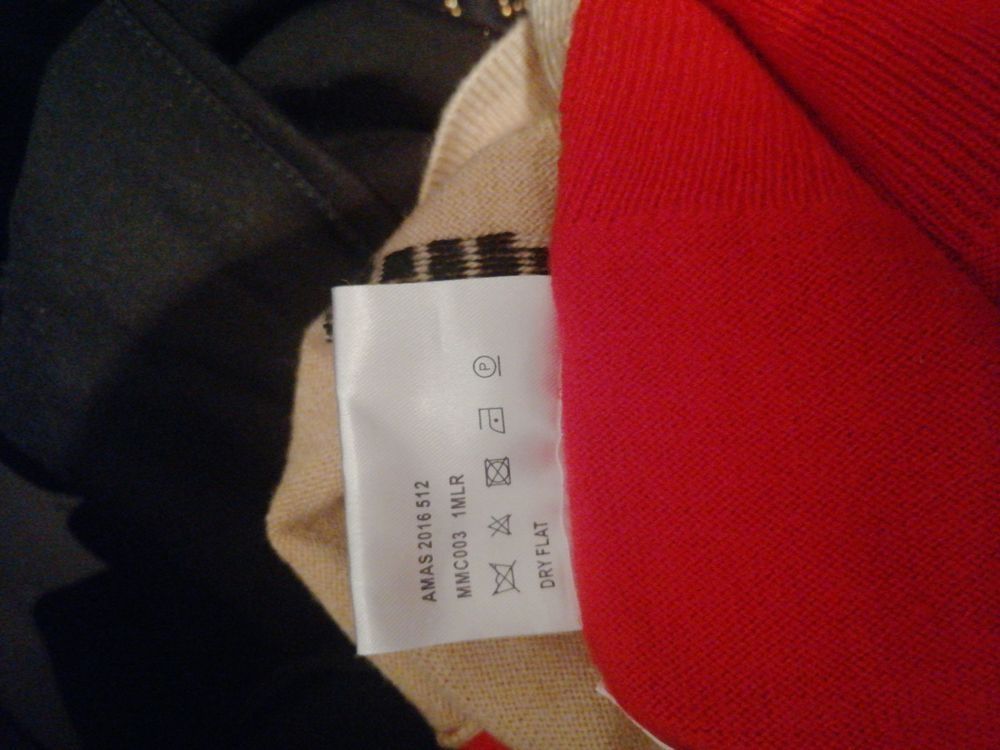 AMAS 2016 512
MMC003 1MLR
P
DRY FLAT